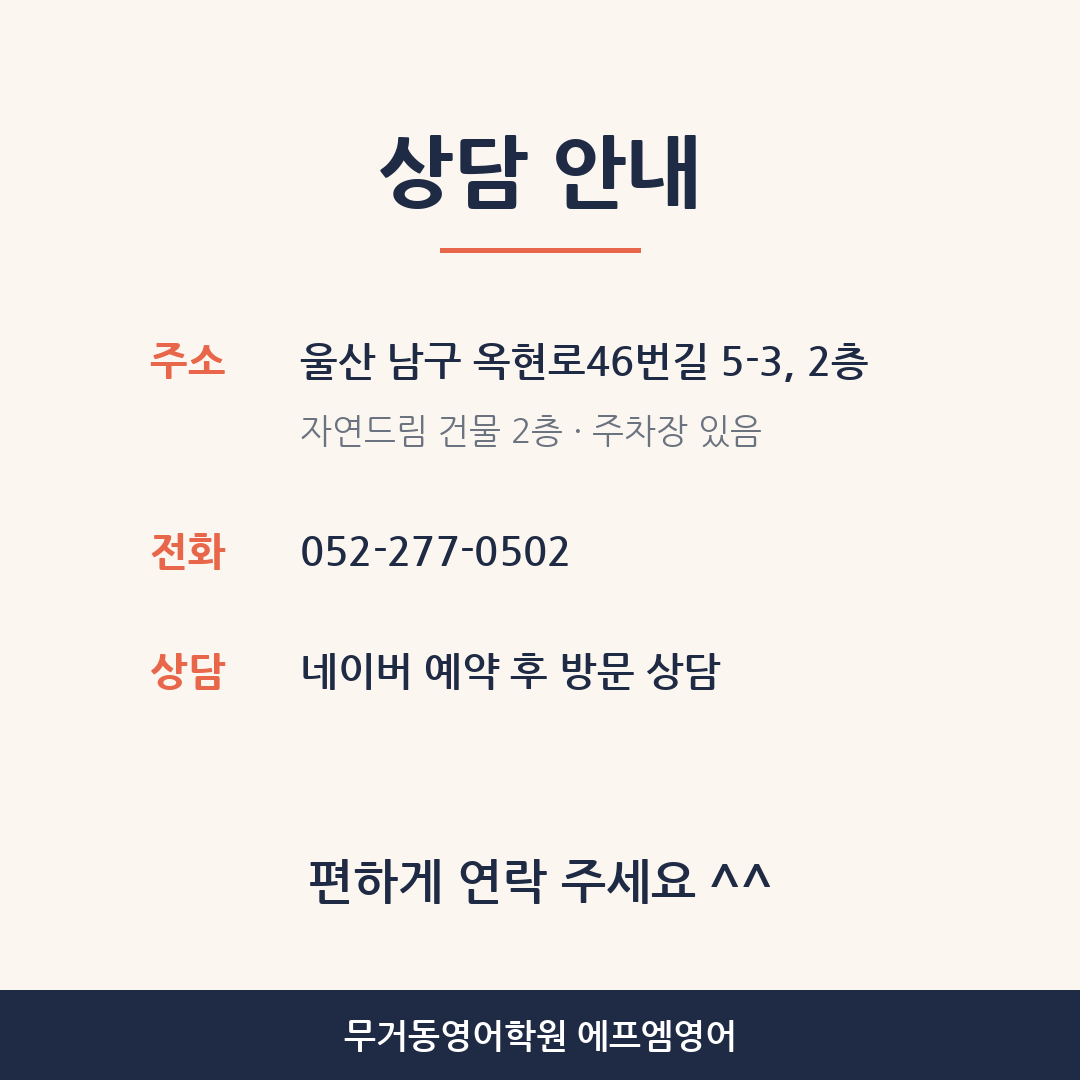 상담 안내
주소 울산 남구 옥현로46번길 5-3, 2층
자연드림 건물 2층 · 주차장 있음
전화 052-277-0502
상담 네이버 예약 후 방문 상담
편하게 연락 주세요 ^^
무거동영어학원 에프엠영어